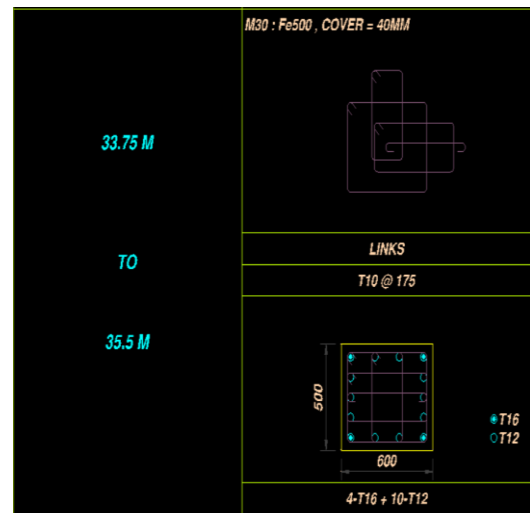 M30 : Fe500 , COVER = 40MM
33.75 M
TO
35.5 M
LINKS
T10 @ 175
500
600
T16
T12
4-T16 + 10-T12